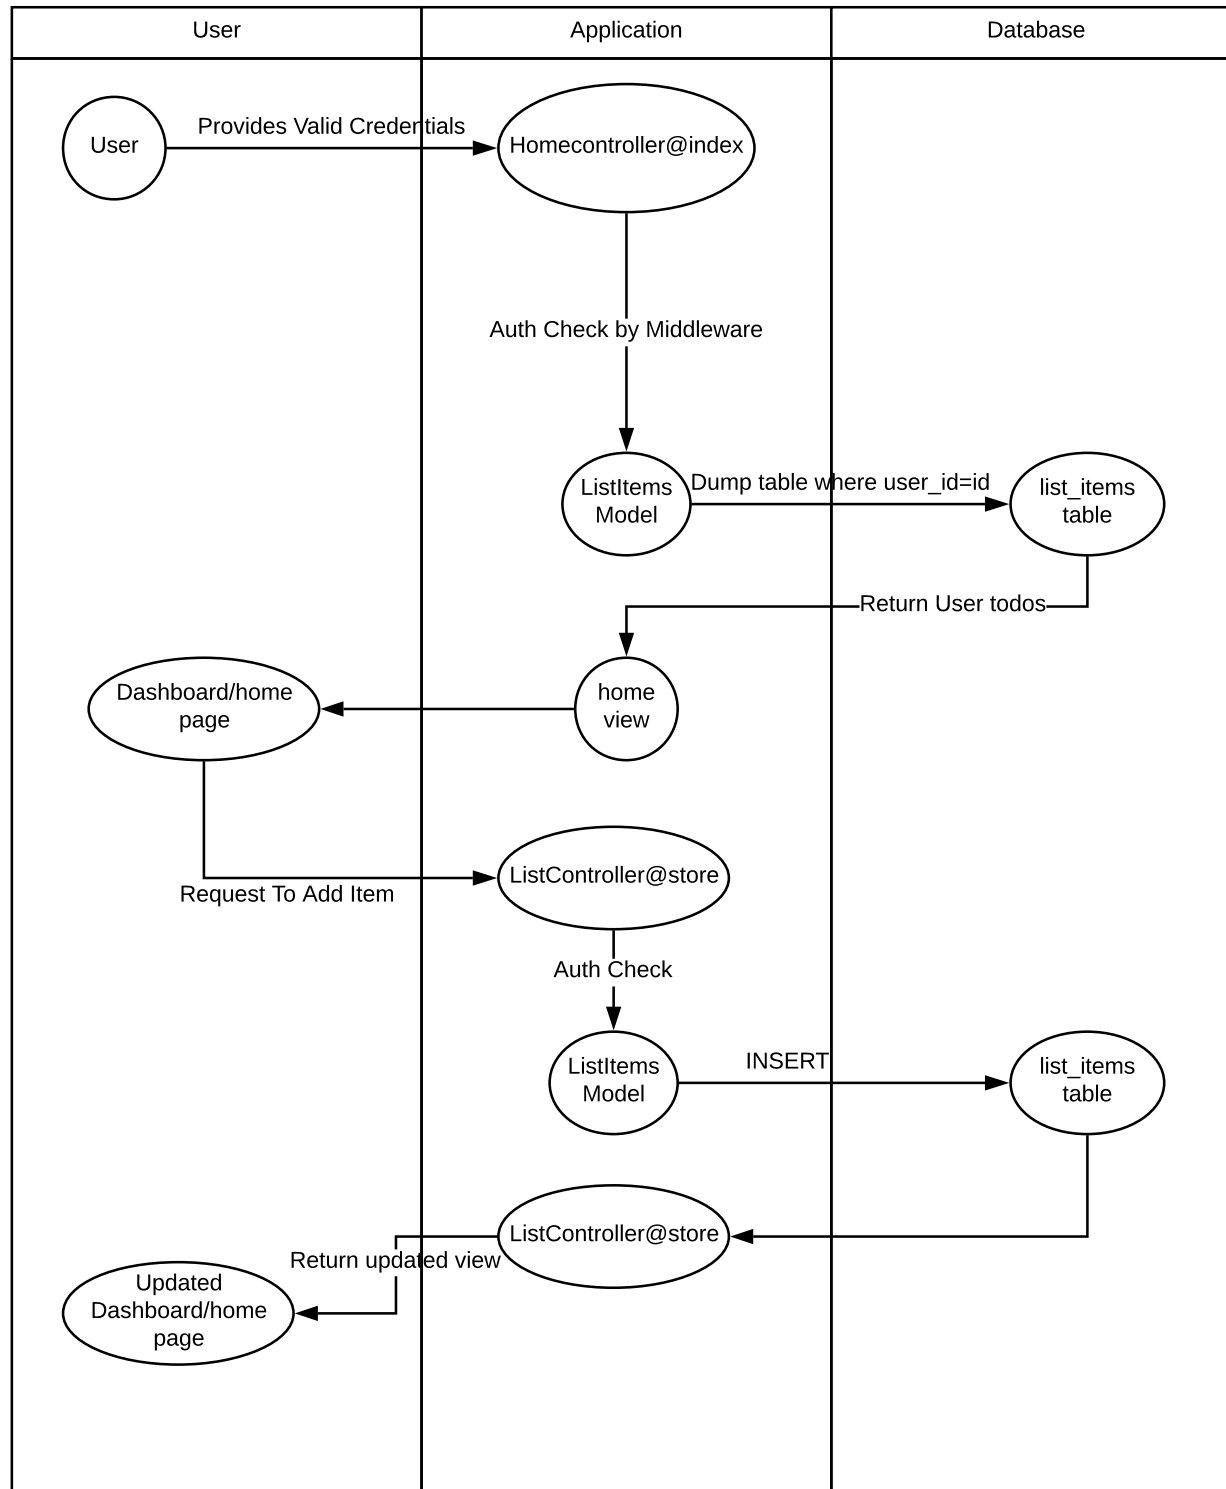 User
Application
Database
User
Provides Valid Credentials
Homecontroller@index
Auth Check by Middleware
ListItems
Model
Dump table where user_id=id
list_items
table
Return User todos
Dashboard/home
page
home
view
Request To Add Item
ListController@store
Auth Check
ListItems
Model
INSERT
list_items
table
ListController@store
Return updated view
Updated
Dashboard/home
page